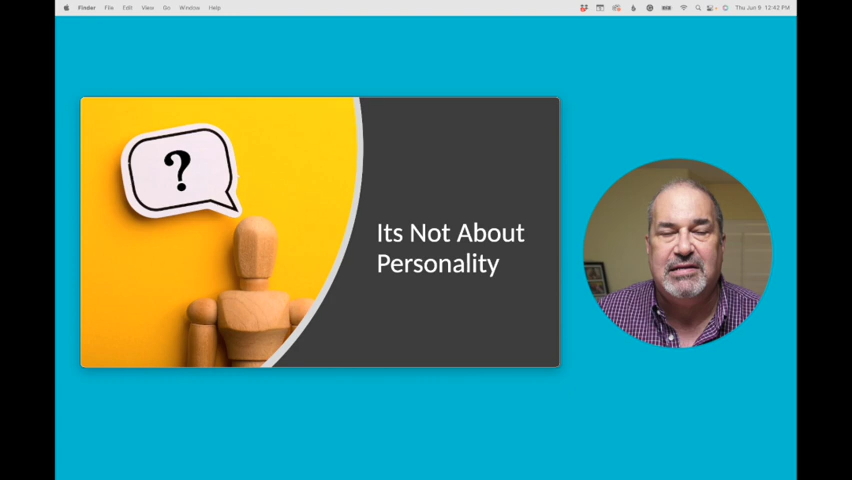 Finder File Edit View Go Window Help Thu Jun 9 12:42 PM
?
Its Not About
Personality